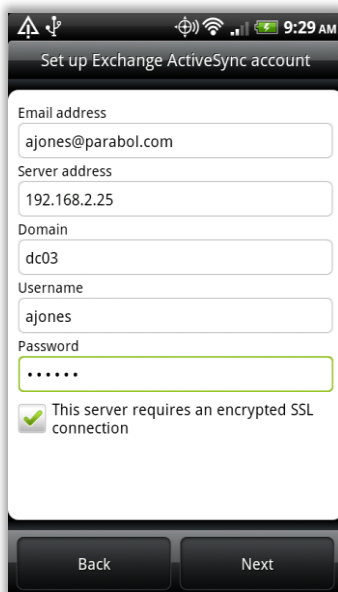 9:29 AM
Set up Exchange ActiveSync account
Email address
ajones@parabol.com
Server address
192.168.2.25
Domain
dc03
Username
ajones
Password
••••••
This server requires an encrypted SSL
connection
Back Next